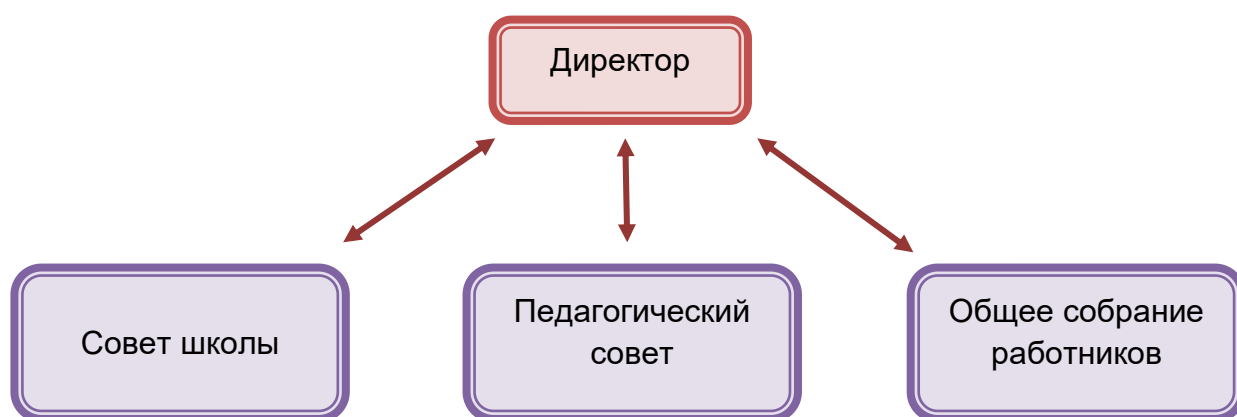 Директор
Совет школы
Педагогический
совет
Общее собрание
работников